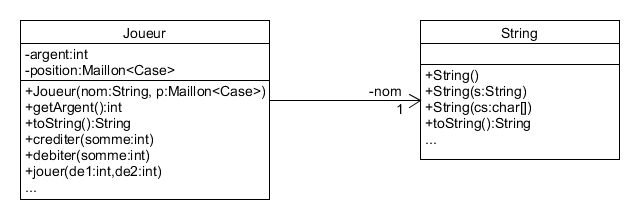 Joueur
-argent:int
-position:Maillon<Case>
+Joueur(nom:String, p:Maillon<Case>)
+getArgent():int
+toString():String
+crediter(somme:int)
+debiter(somme:int)
+jouer(de1:int,de2:int)
...
-nom
1
String
+String()
+String(s:String)
+String(cs:char[])
+toString():String
...